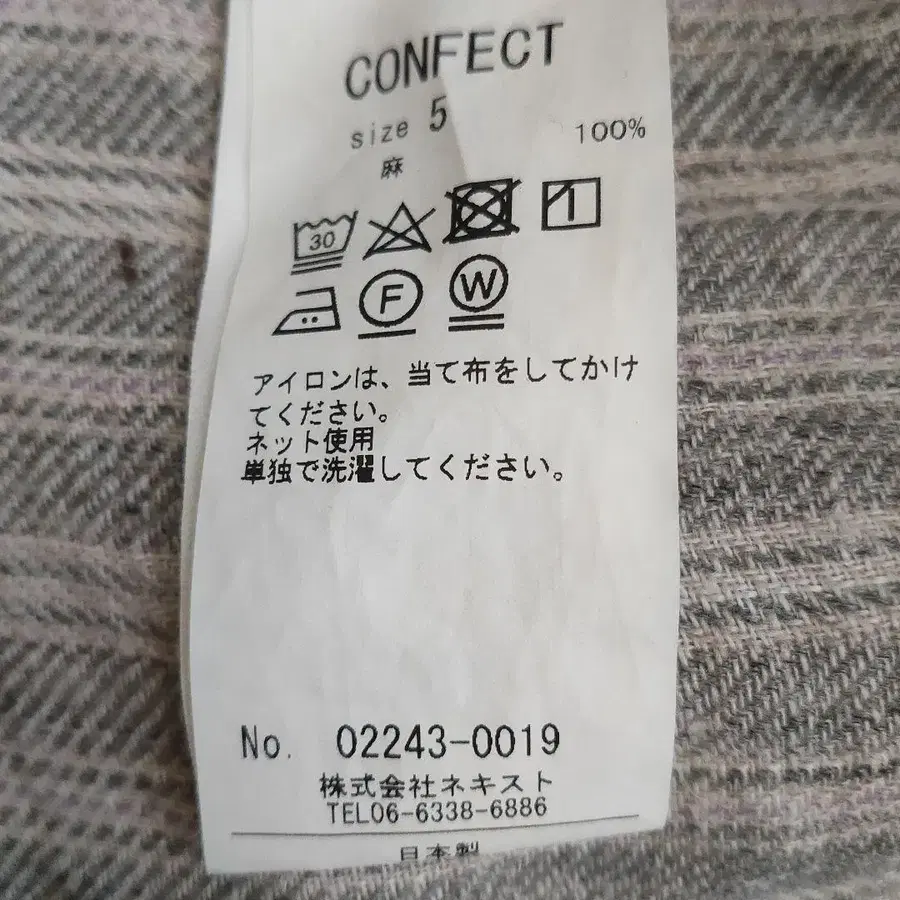 CONFECT
size 5
麻 100%
30
F W
アイロンは、当て布をしてかけ
てください。
ネット使用
単独で洗濯してください。
No. 02243-0019
株式会社ネキスト
TEL06-6338-6886
日本製